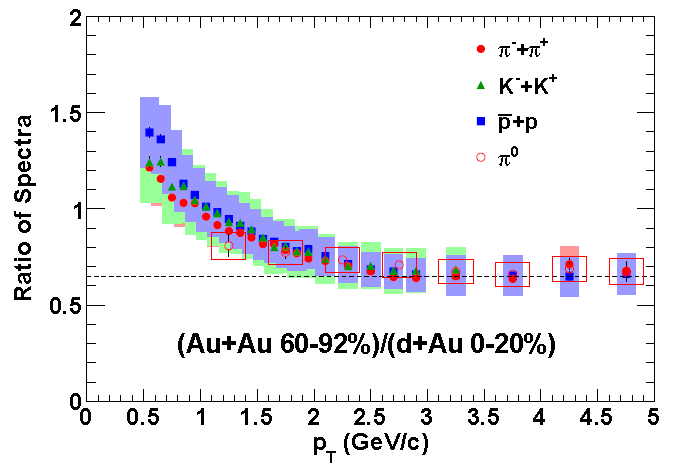 2
π⁻+π⁺
K⁻+K⁺
1.5
p̅+p
π⁰
Ratio of Spectra
1
0.5
(Au+Au 60-92%)/(d+Au 0-20%)
0
0 0.5 1 1.5 2 2.5 3 3.5 4 4.5 5
p_T (GeV/c)